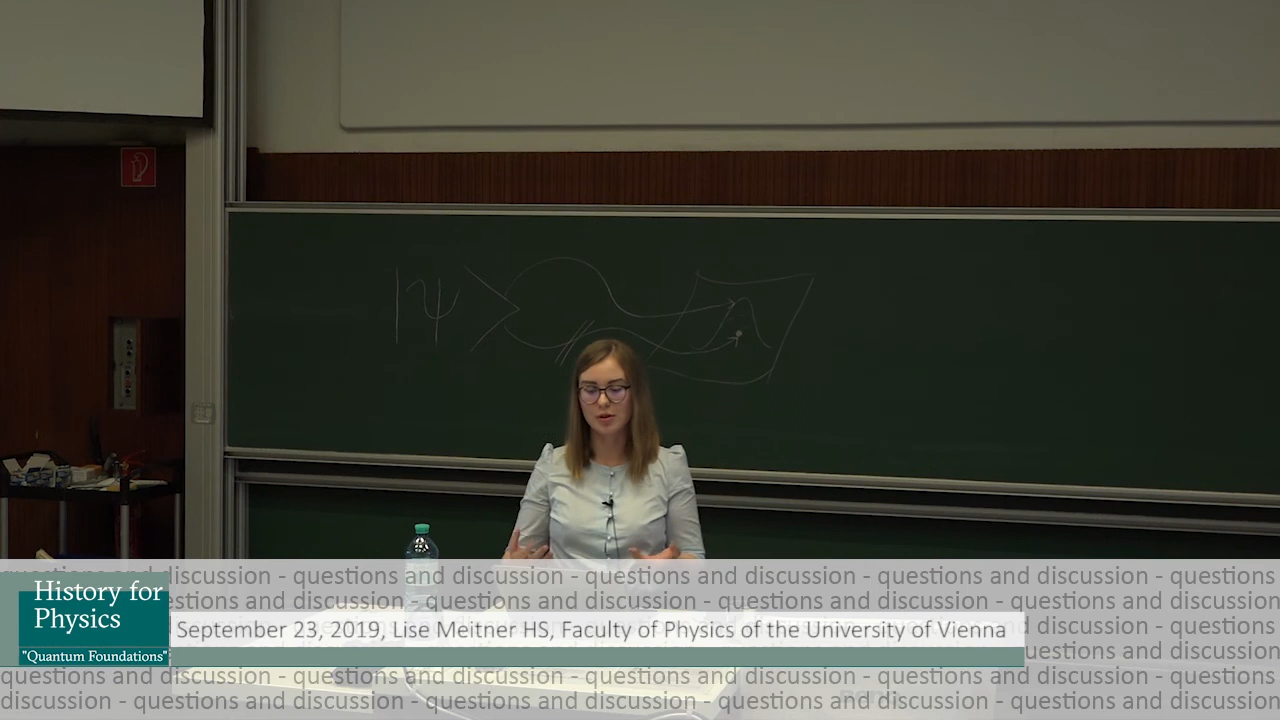 |ψ>
questions and discussion - questions and discussion - questions and discussion - questions
History for
Physics
"Quantum Foundations"
estions and discussion - questions and discussion - questions and discussion - questions
September 23, 2019, Lise Meitner HS, Faculty of Physics of the University of Vienna
questions and discussion
questions and discussion
questions and discussion - questions and discussion - questions and discussion - questions
discussion - questions and discussion - questions and discussion - questions and discussion